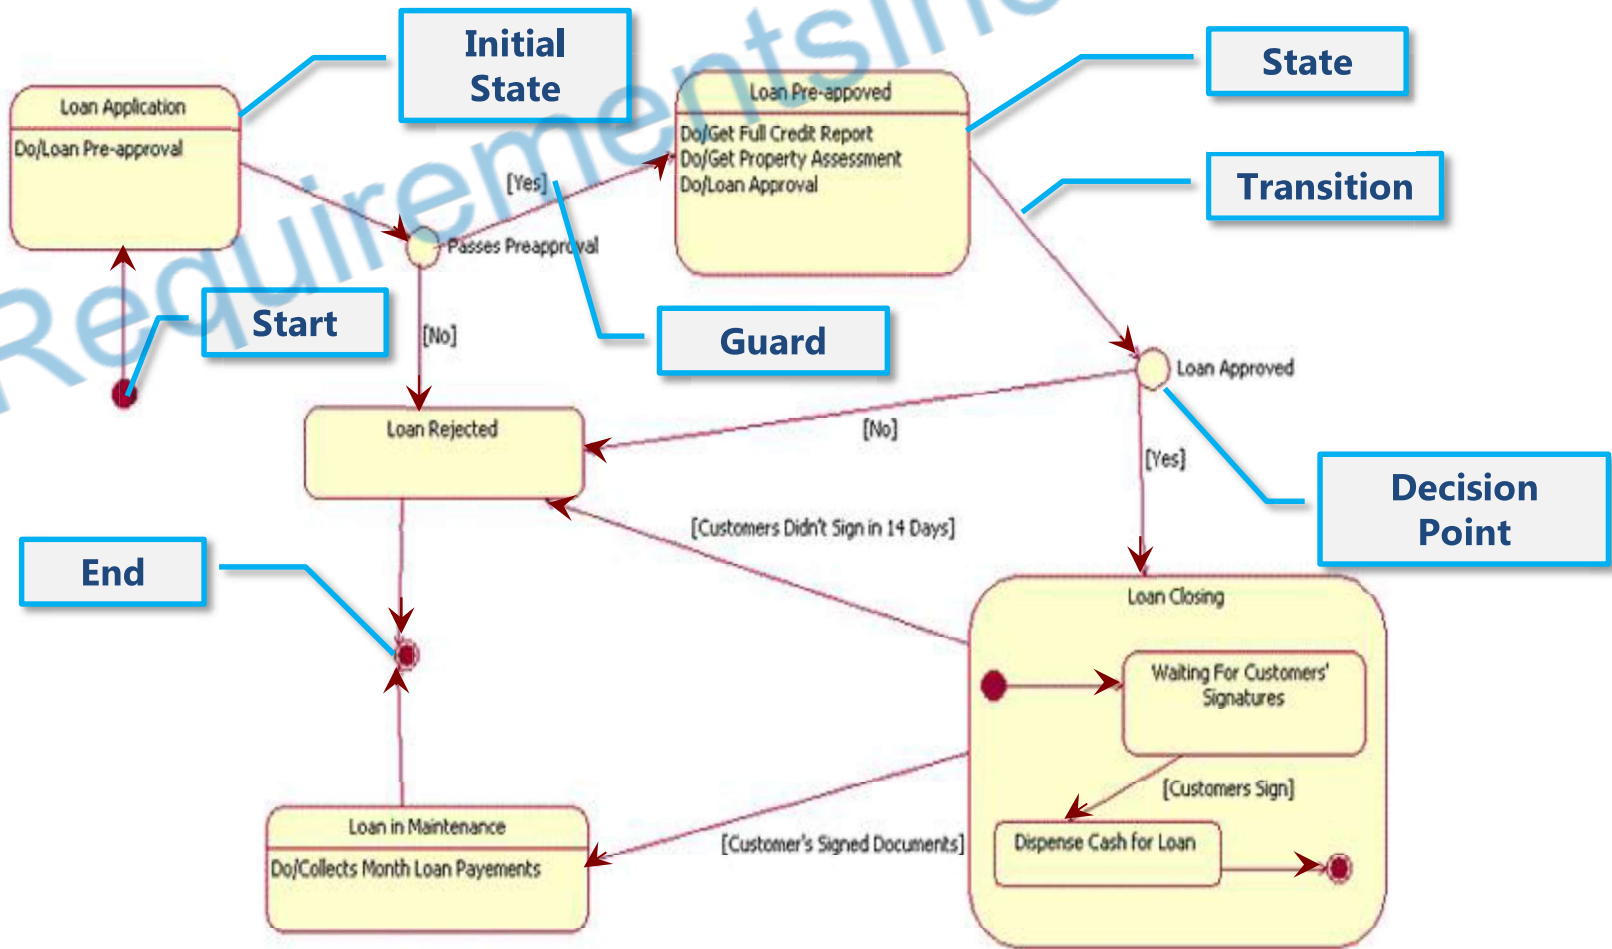 RequirementsInc
Initial
State
State
Loan Application
Do/Loan Pre-approval
Loan Pre-appoved
Do/Get Full Credit Report
Do/Get Property Assessment
Do/Loan Approval
Transition
[Yes]
Passes Preapproval
Start
Guard
[No]
Loan Approved
Loan Rejected
[No]
[Yes]
Decision
Point
[Customers Didn't Sign in 14 Days]
End
Loan Closing
Waiting For Customers'
Signatures
[Customers Sign]
Loan in Maintenance
Do/Collects Month Loan Payements
[Customer's Signed Documents]
Dispense Cash for Loan